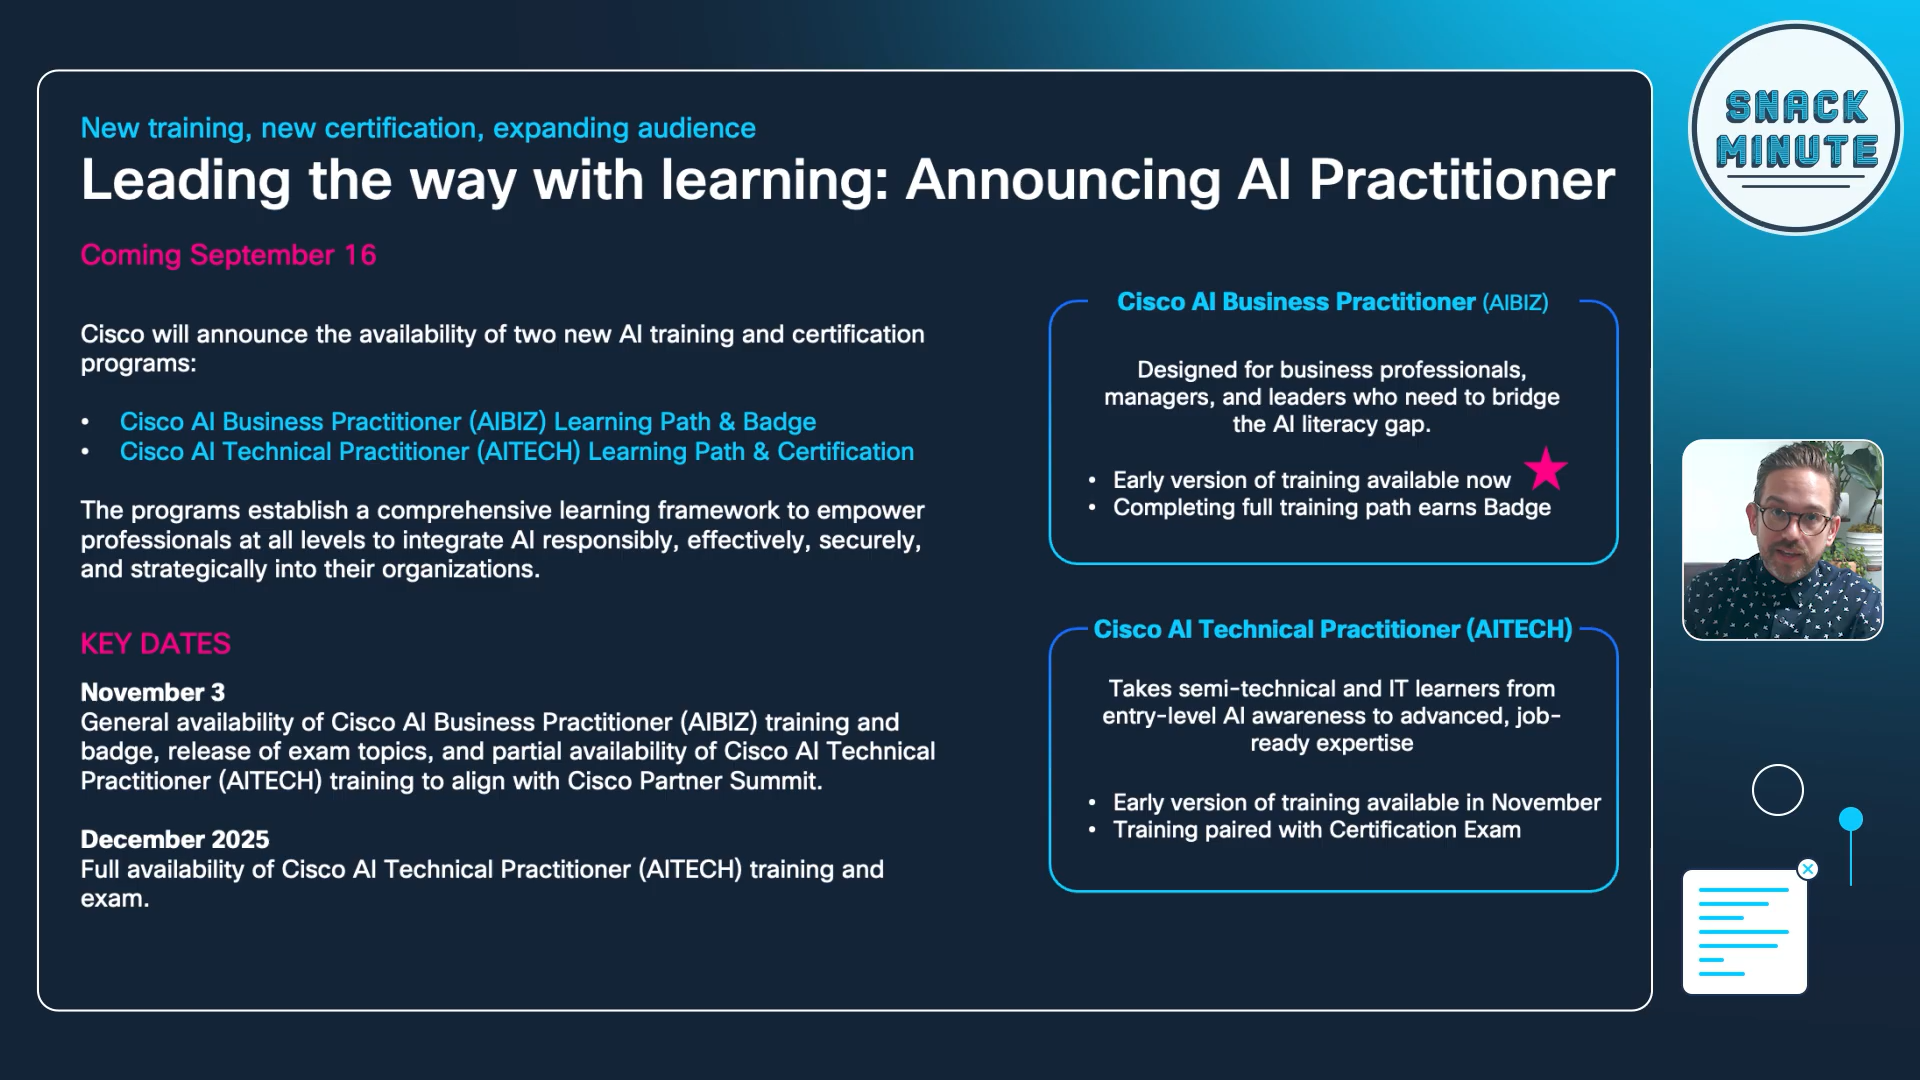 SNACK
MINUTE
New training, new certification, expanding audience
Leading the way with learning: Announcing AI Practitioner
Coming September 16
Cisco will announce the availability of two new AI training and certification
programs:
• Cisco AI Business Practitioner (AIBIZ) Learning Path & Badge
• Cisco AI Technical Practitioner (AITECH) Learning Path & Certification
The programs establish a comprehensive learning framework to empower
professionals at all levels to integrate AI responsibly, effectively, securely,
and strategically into their organizations.
KEY DATES
November 3
General availability of Cisco AI Business Practitioner (AIBIZ) training and
badge, release of exam topics, and partial availability of Cisco AI Technical
Practitioner (AITECH) training to align with Cisco Partner Summit.
December 2025
Full availability of Cisco AI Technical Practitioner (AITECH) training and
exam.
Cisco AI Business Practitioner (AIBIZ)
Designed for business professionals,
managers, and leaders who need to bridge
the AI literacy gap.
• Early version of training available now
• Completing full training path earns Badge
Cisco AI Technical Practitioner (AITECH)
Takes semi-technical and IT learners from
entry-level AI awareness to advanced, job-
ready expertise
• Early version of training available in November
• Training paired with Certification Exam